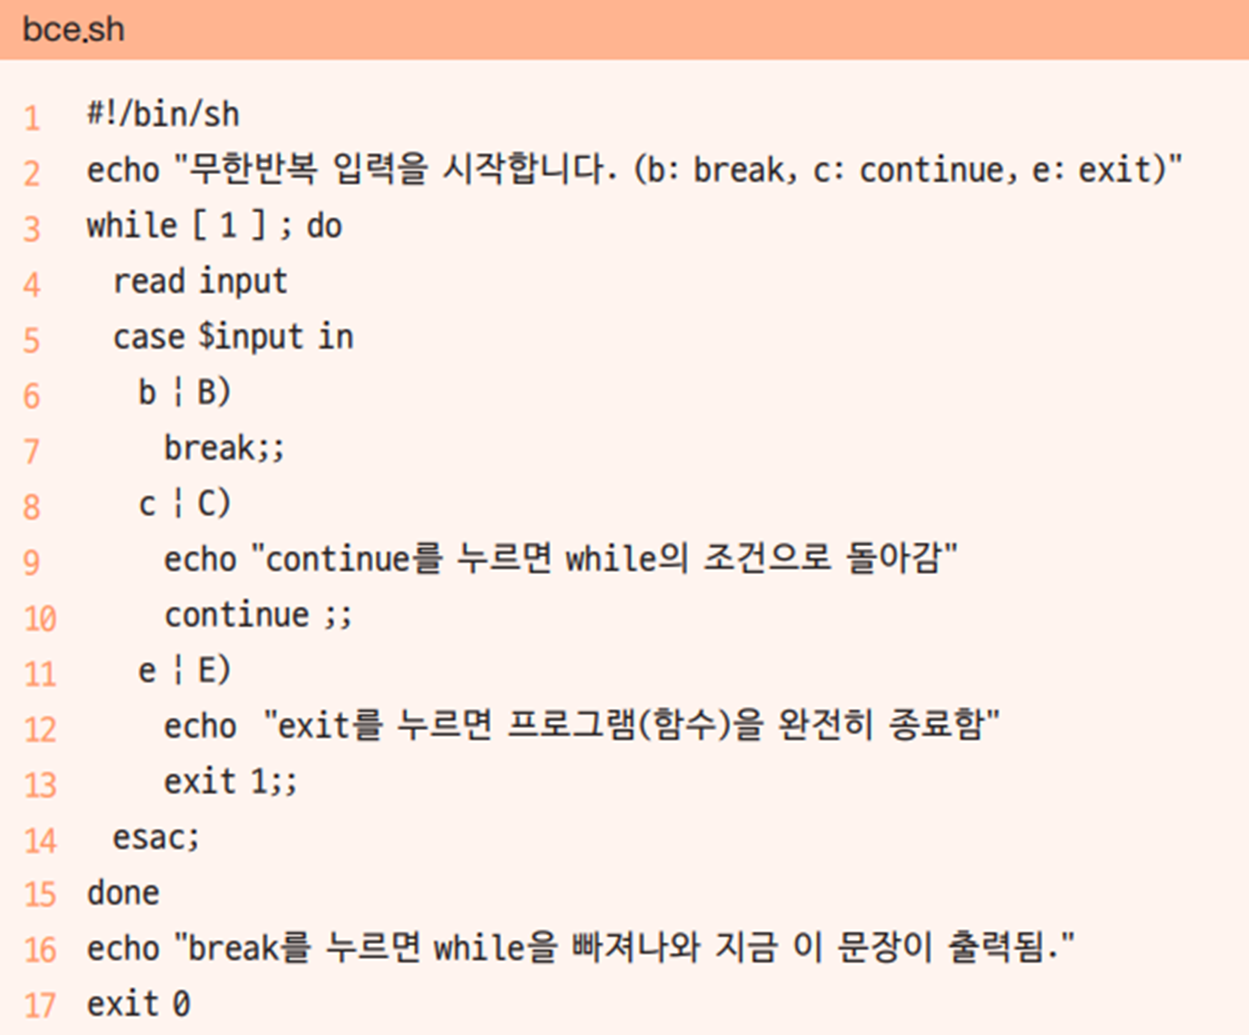 bce.sh
1 #!/bin/sh
2 echo "무한반복 입력을 시작합니다. (b: break, c: continue, e: exit)"
3 while [ 1 ] ; do
4 read input
5 case $input in
6 b | B)
7 break;;
8 c | C)
9 echo "continue를 누르면 while의 조건으로 돌아감"
10 continue ;;
11 e | E)
12 echo "exit를 누르면 프로그램(함수)을 완전히 종료함"
13 exit 1;;
14 esac;
15 done
16 echo "break를 누르면 while을 빠져나와 지금 이 문장이 출력됨."
17 exit 0